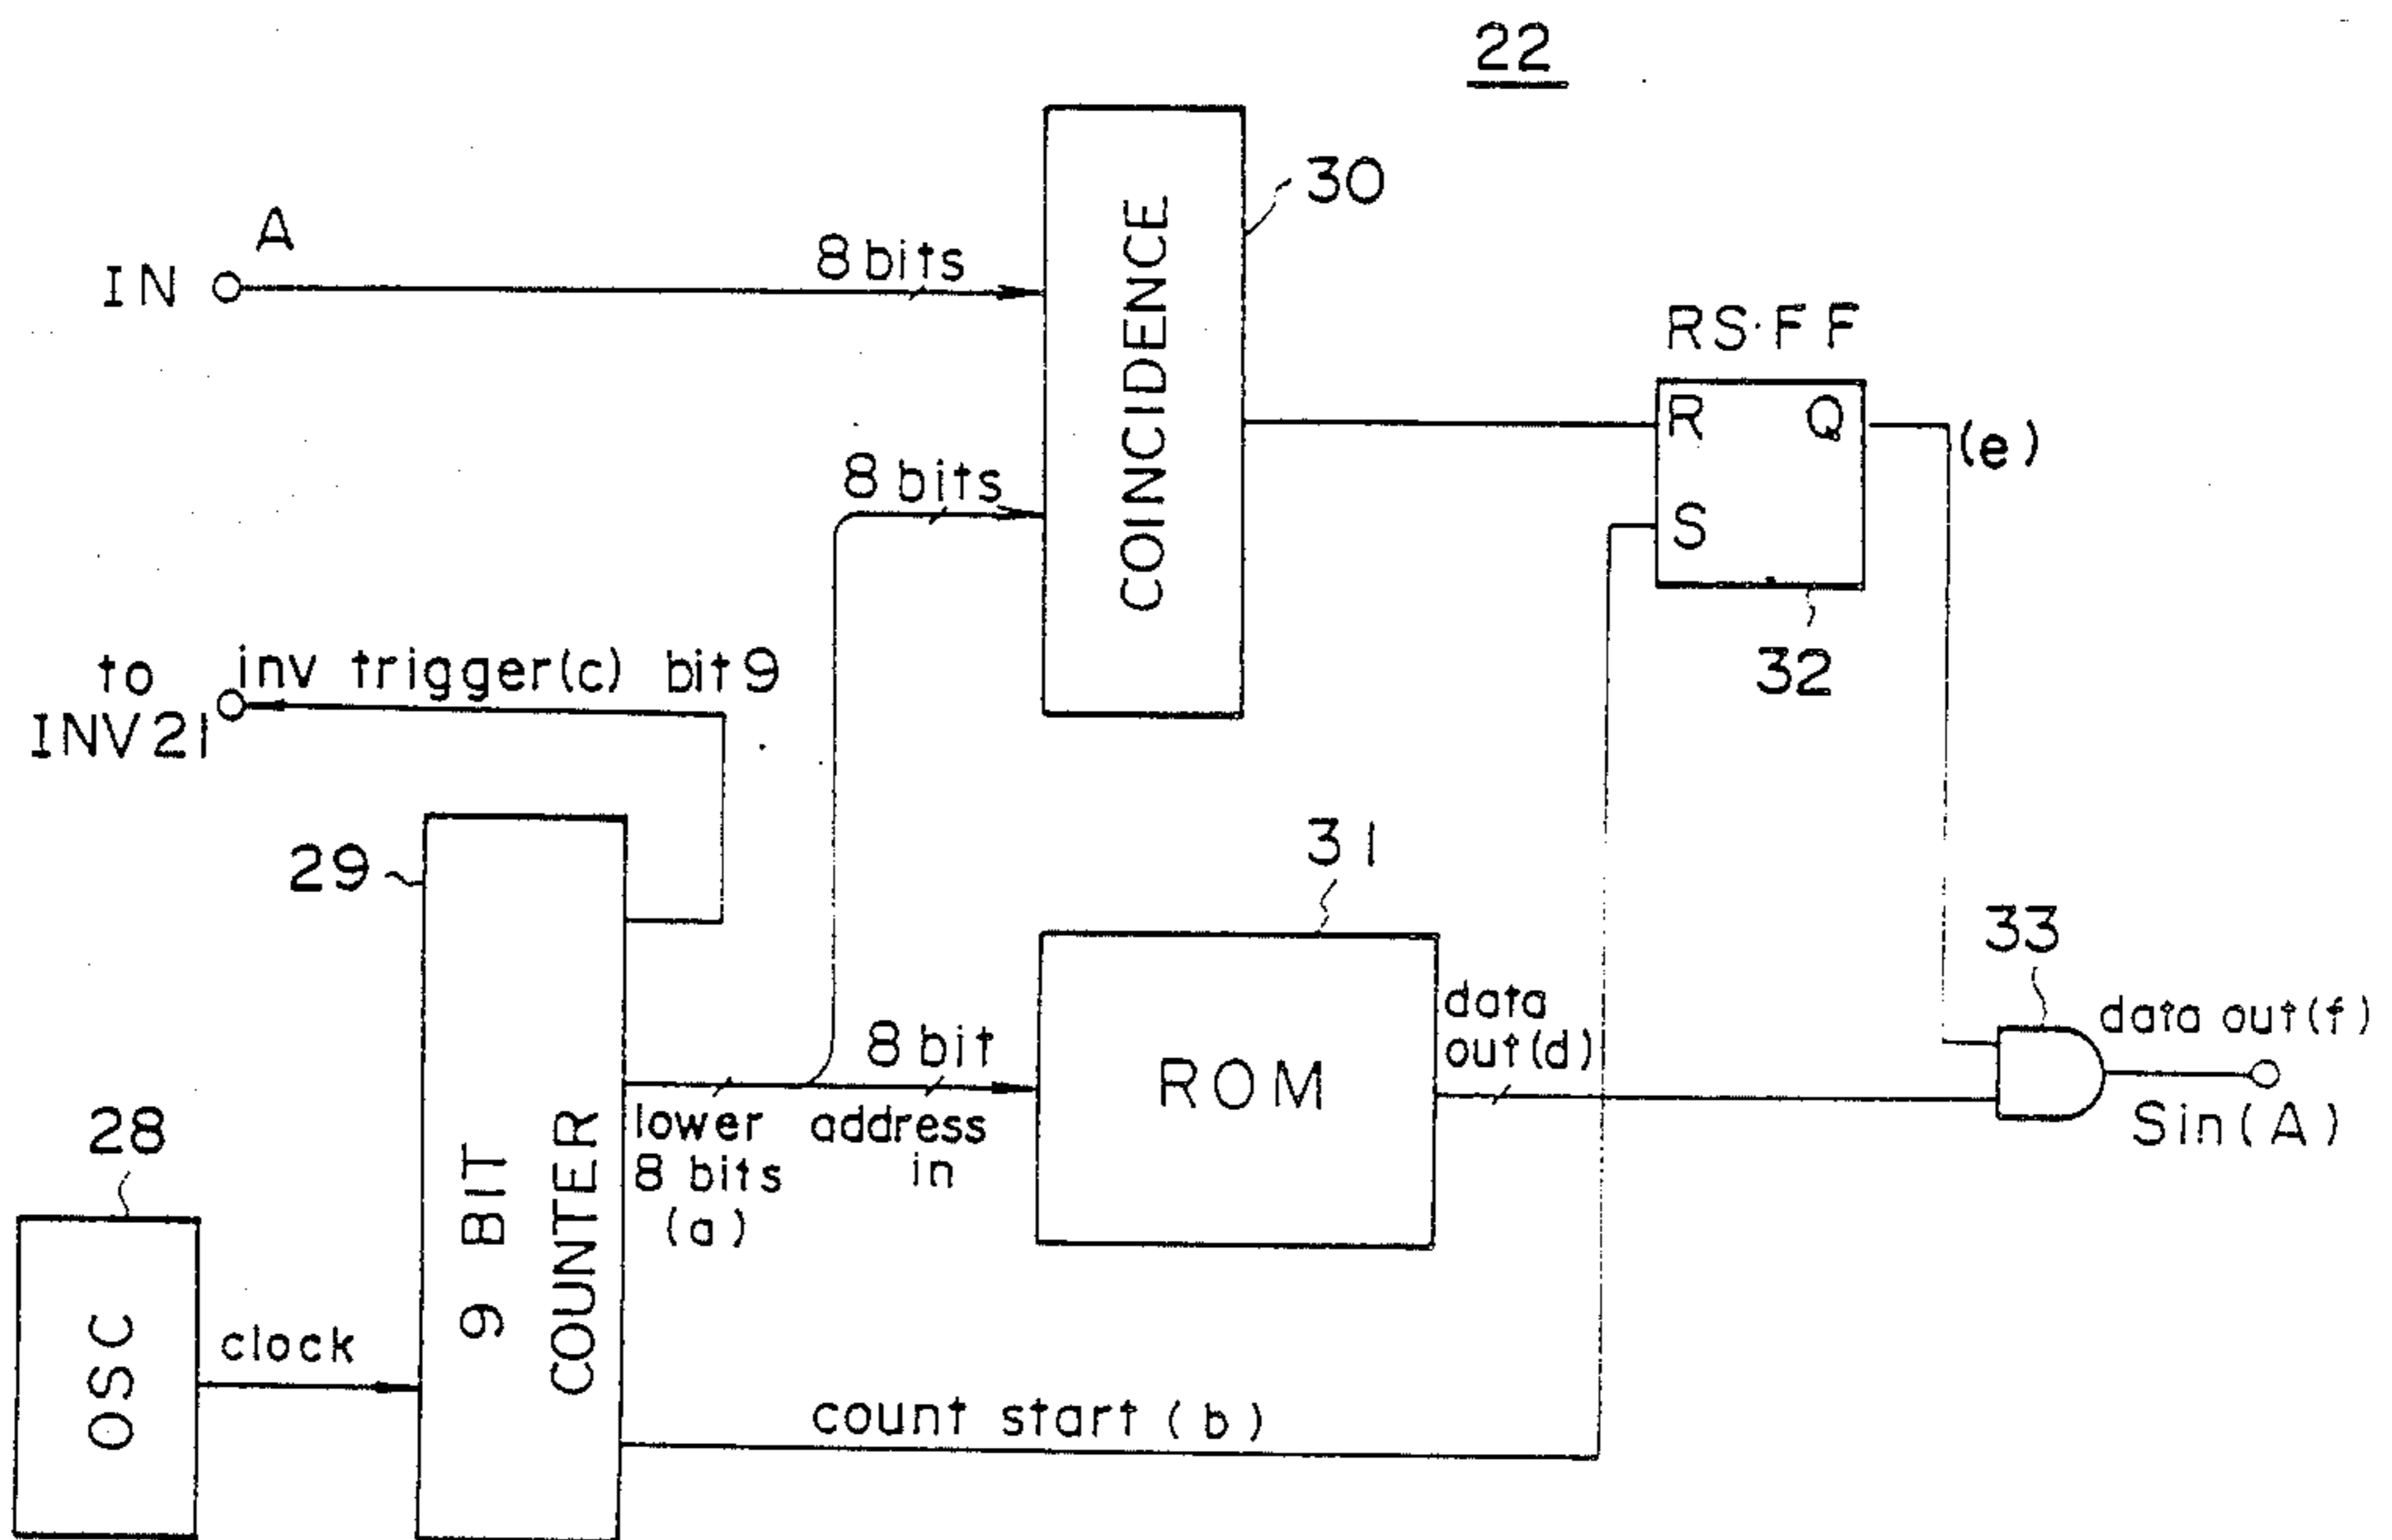 22
30
A
IN
8 bits
COINCIDENCE
RS·FF
R
Q
(e)
8 bits
S
32
to
INV21
inv trigger(c) bit 9
29
31
33
data
out(d)
data out(f)
8 bit
ROM
Sin(A)
lower
8 bits
(a)
address
in
28
9 BIT
COUNTER
OSC
clock
count start (b)